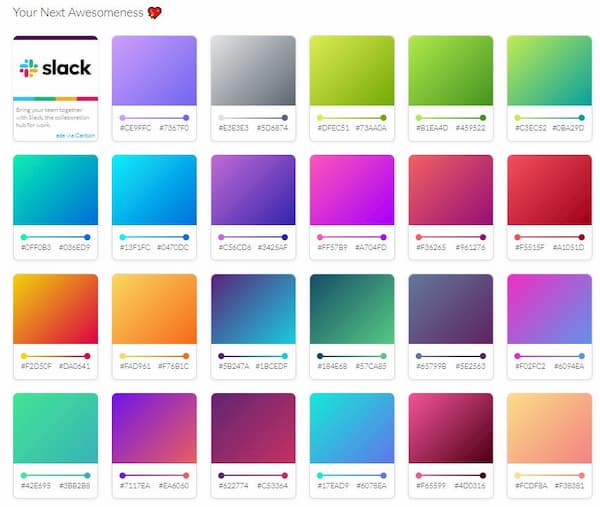 Your Next Awesomeness
slack
Bring your team together
with Slack, the collaboration
hub for work.
ads via Carbon
#CE9FFC #7367F0
#E3E3E3 #5D6874
#DFEC51 #73AA0A
#B1EA4D #459522
#C3EC52 #0BA29D
#0FF0B3 #036ED9
#13F1FC #0470DC
#C56CD6 #3425AF
#FF57B9 #A704FD
#F36265 #961276
#F5515F #A1051D
#F2D50F #DA0641
#FAD961 #F76B1C
#5B247A #1BCEDF
#184E68 #57CA85
#65799B #5E2563
#F02FC2 #6094EA
#42E695 #3BB2B8
#7117EA #EA6060
#622774 #C53364
#17EAD9 #6078EA
#F65599 #4D0316
#FCDF8A #F38381